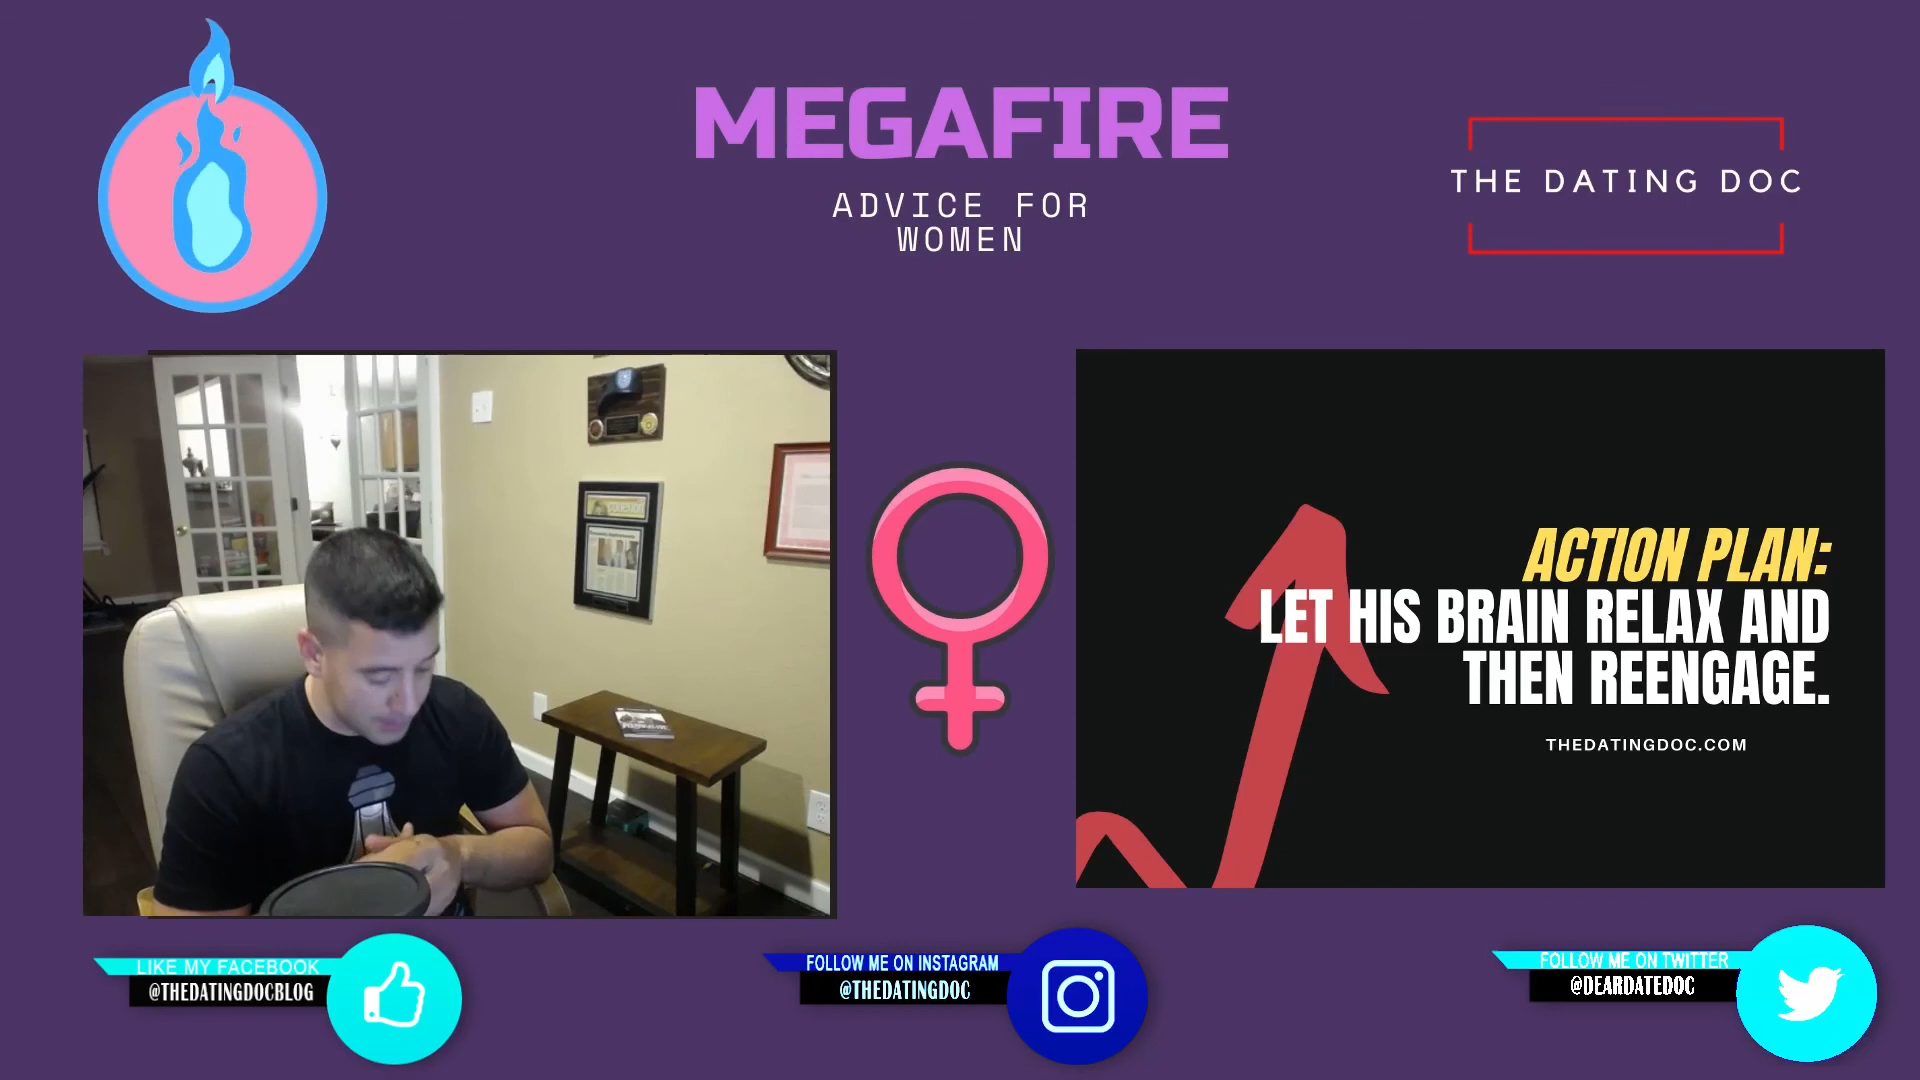 MEGAFIRE
ADVICE FOR
WOMEN
THE DATING DOC
ACTION PLAN:
LET HIS BRAIN RELAX AND
THEN REENGAGE.
THEDATINGDOC.COM
LIKE MY FACEBOOK
@THEDATINGDOCBLOG
FOLLOW ME ON INSTAGRAM
@THEDATINGDOC
FOLLOW ME ON TWITTER
@DEARDATEDOC